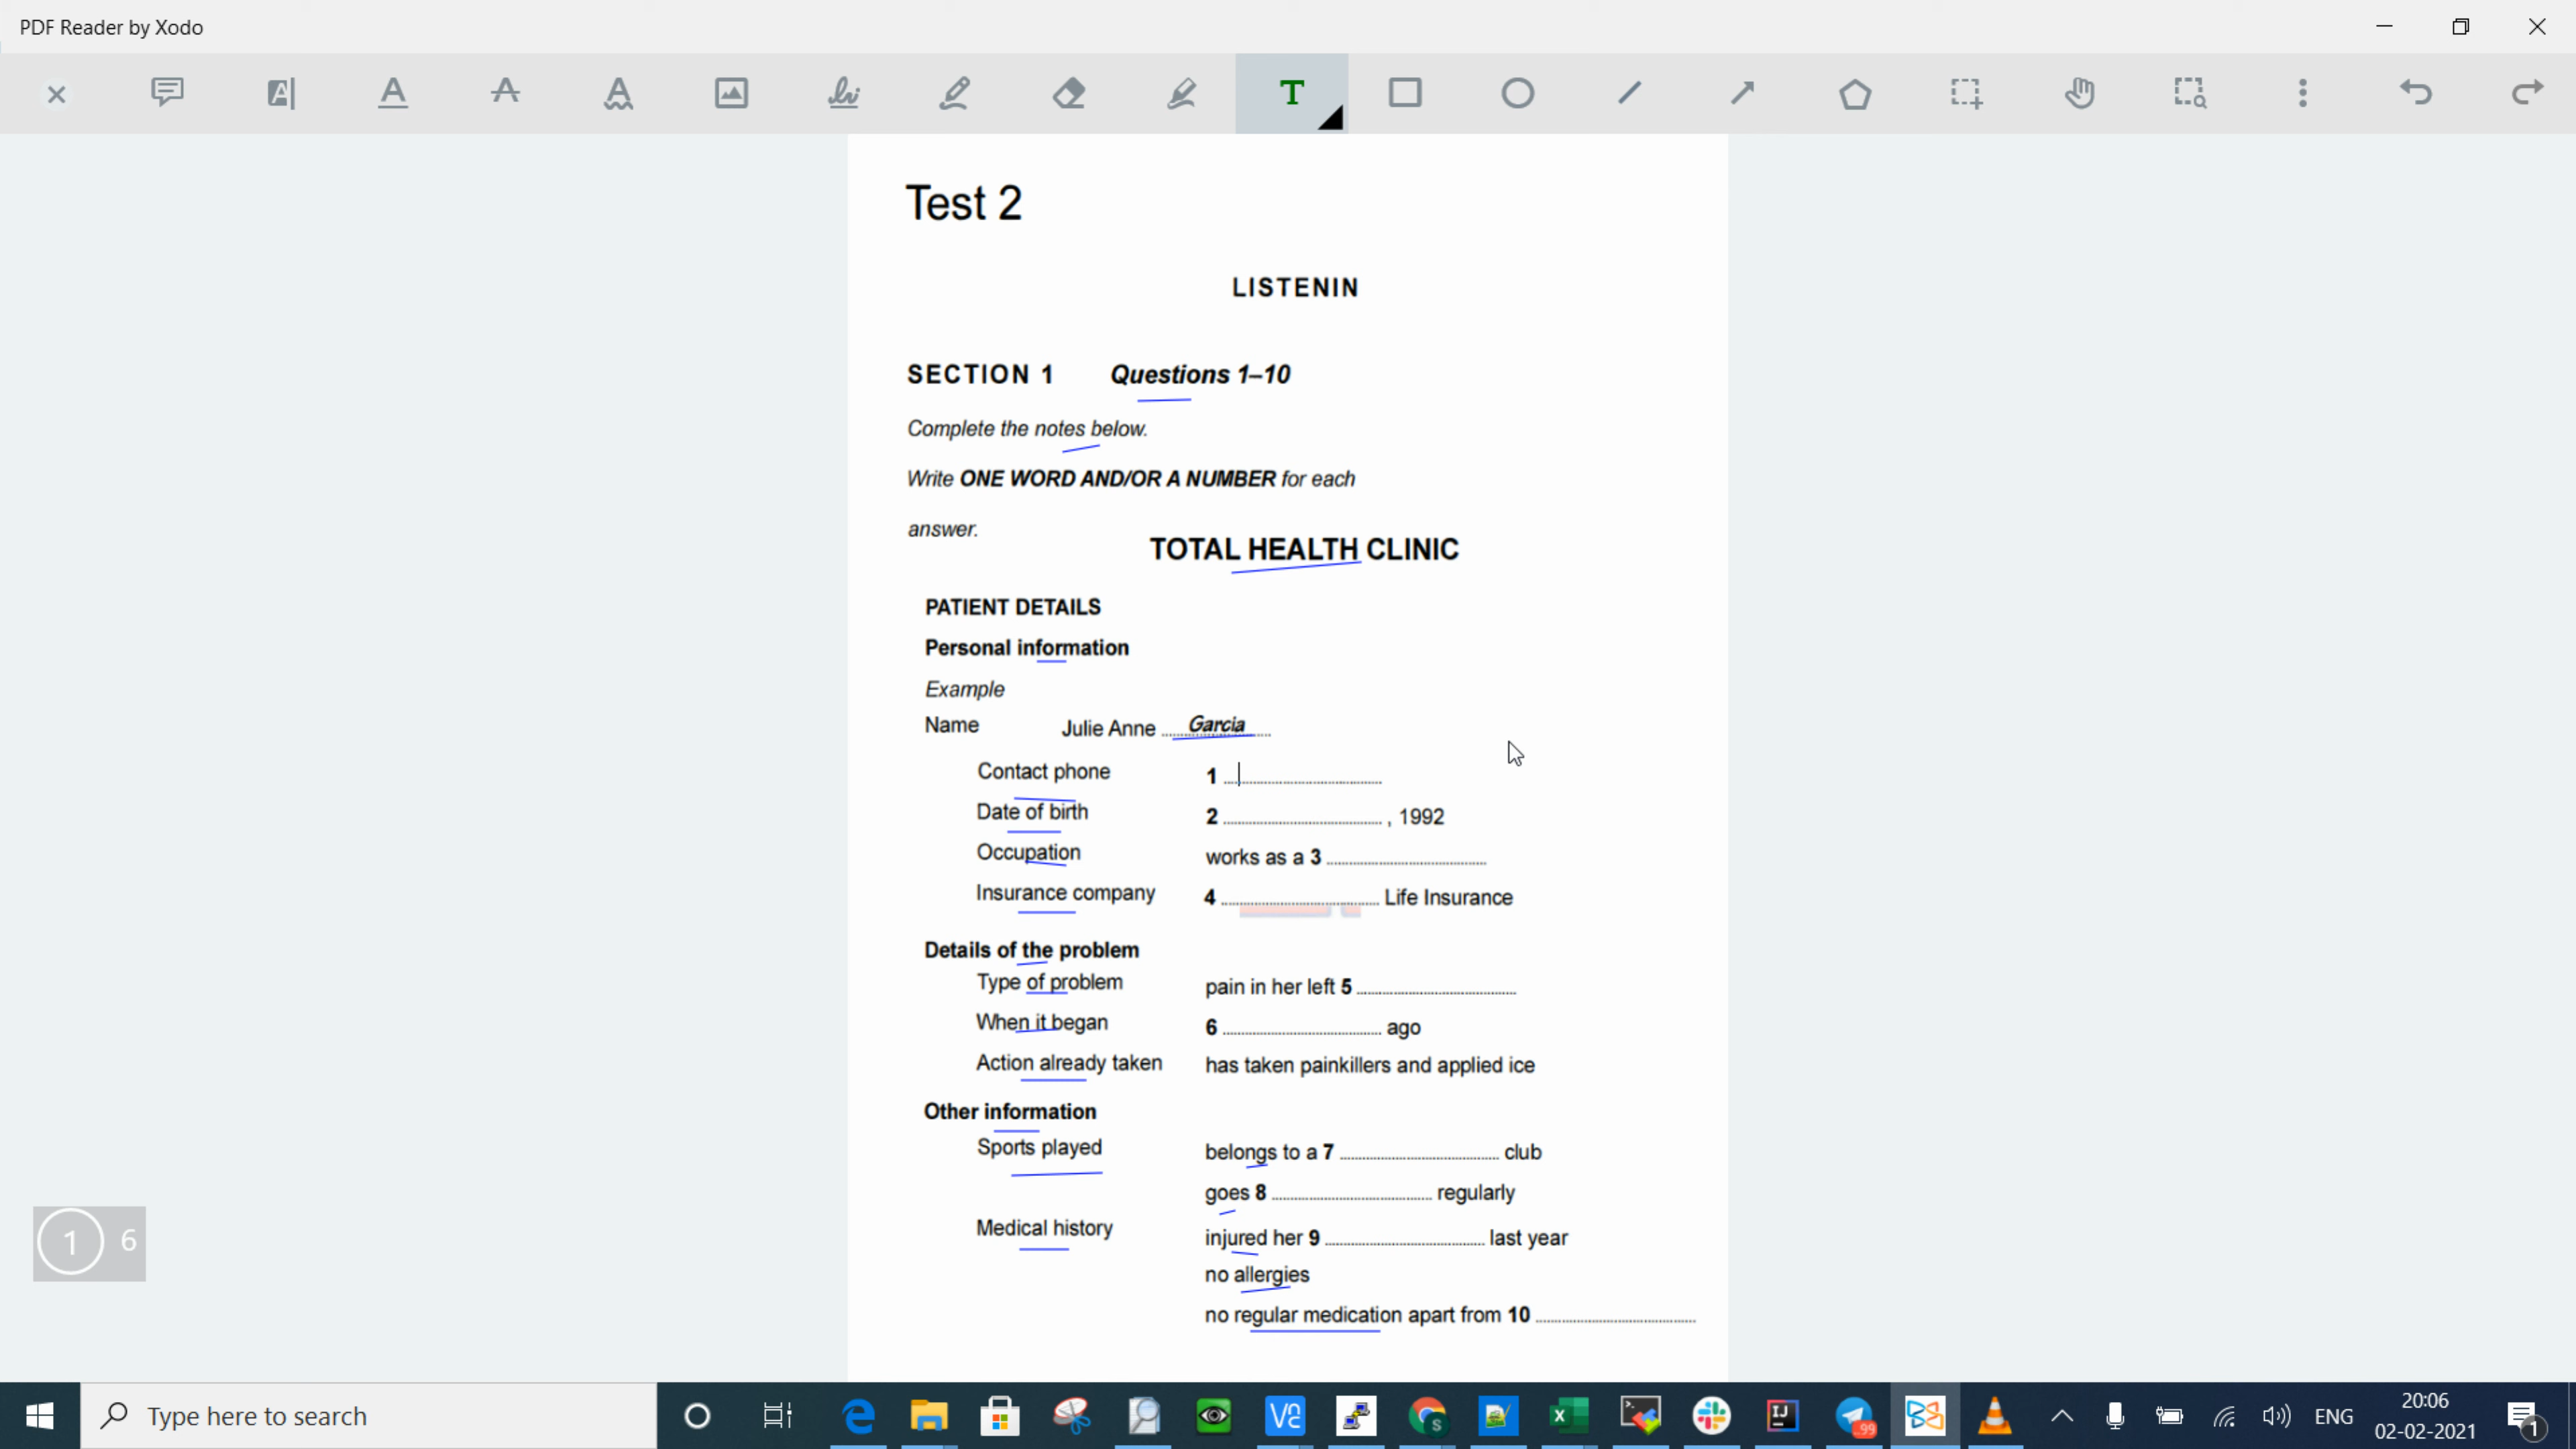 PDF Reader by Xodo
Test 2
LISTENIN
SECTION 1 Questions 1–10
Complete the notes below.
Write ONE WORD AND/OR A NUMBER for each
answer.
TOTAL HEALTH CLINIC
PATIENT DETAILS
Personal information
Example
Name Julie Anne ........ Garcia ........
Contact phone 1 ........................
Date of birth 2 ........................ , 1992
Occupation works as a 3 ........................
Insurance company 4 ........................ Life Insurance
Details of the problem
Type of problem pain in her left 5 ........................
When it began 6 ........................ ago
Action already taken has taken painkillers and applied ice
Other information
Sports played belongs to a 7 ........................ club
goes 8 ........................ regularly
Medical history injured her 9 ........................ last year
no allergies
no regular medication apart from 10 ........................
1 6
Type here to search
99
ENG
20:06
02-02-2021
1